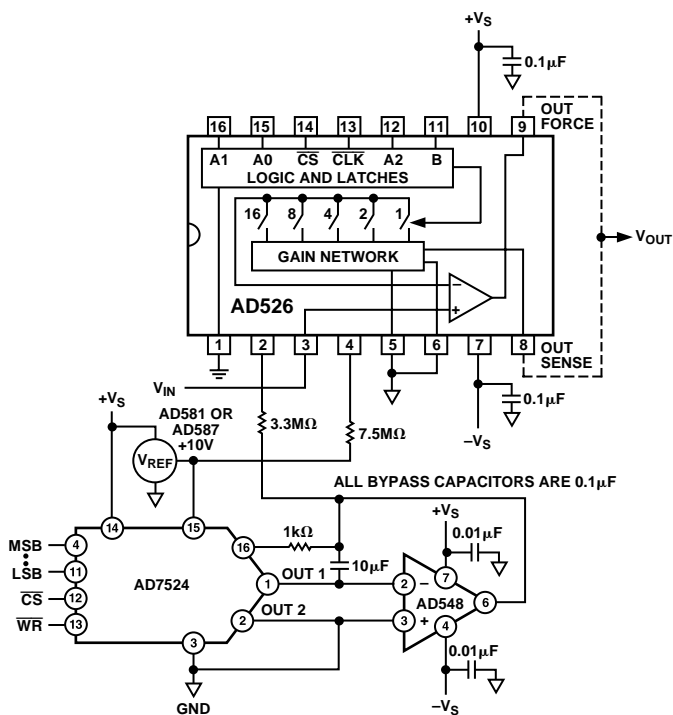 +VS
0.1µF
OUT
FORCE
16 15 14 13 12 11 10 9
A1 A0 CS CLK A2 B
LOGIC AND LATCHES
16 8 4 2 1
VOUT
GAIN NETWORK
−
+
AD526
1 2 3 4 5 6 7 8
OUT
SENSE
VIN
+VS
AD581 OR
AD587
+10V
VREF
3.3MΩ
7.5MΩ
0.1µF
−VS
ALL BYPASS CAPACITORS ARE 0.1µF
+VS
0.01µF
14 15
MSB 4
LSB 11
CS 12
WR 13
AD7524
16
1kΩ
10µF
1 OUT 1
2 OUT 2
3
GND
2 −
3 +
7
AD548
6
4
0.01µF
−VS